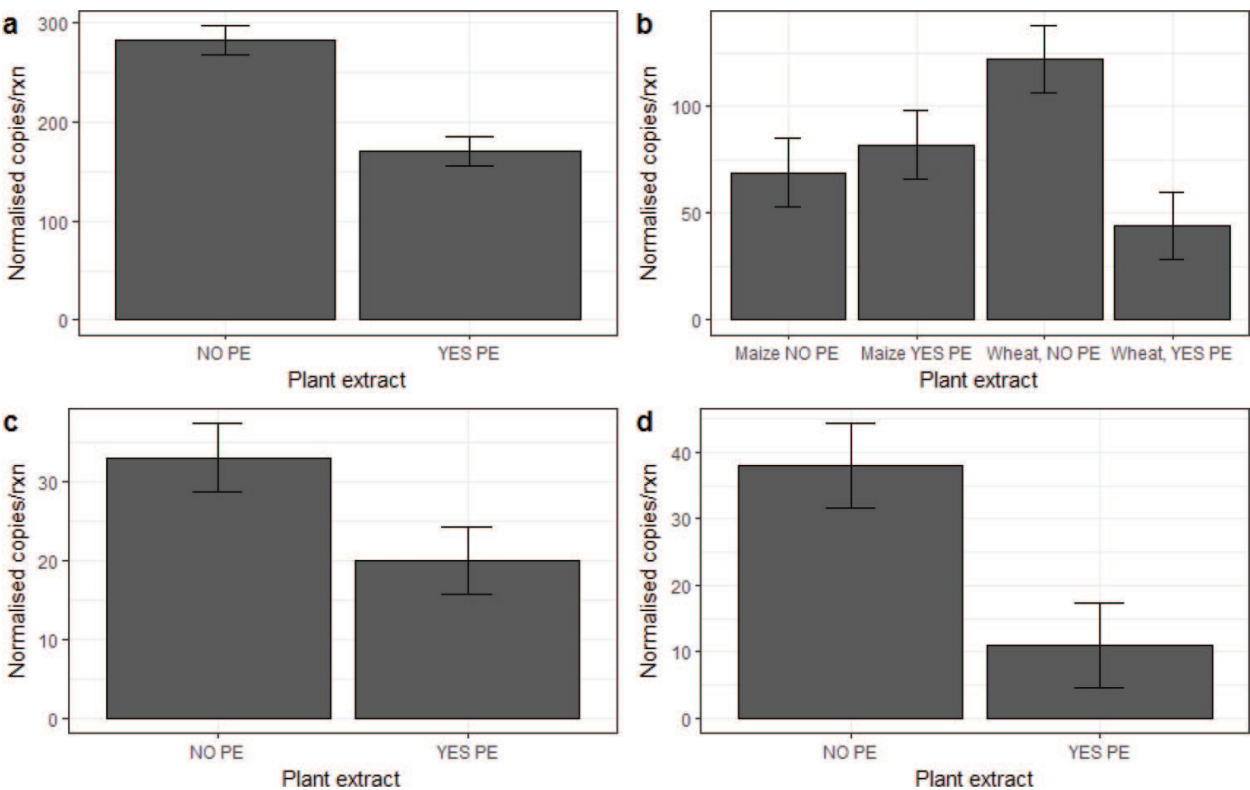 a
Normalised copies/rxn
300
200
100
0
NO PE YES PE
Plant extract
b
Normalised copies/rxn
100
50
0
Maize NO PE Maize YES PE Wheat, NO PE Wheat, YES PE
Plant extract
c
Normalised copies/rxn
30
20
10
0
NO PE YES PE
Plant extract
d
Normalised copies/rxn
40
30
20
10
0
NO PE YES PE
Plant extract